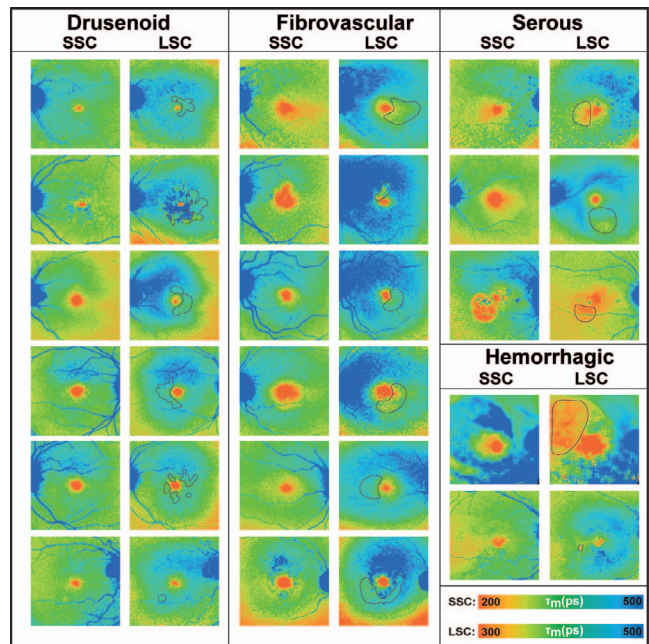 Drusenoid
SSC LSC
Fibrovascular
SSC LSC
Serous
SSC LSC
Hemorrhagic
SSC LSC
SSC: 200 τm(ps) 500
LSC: 300 τm(ps) 500